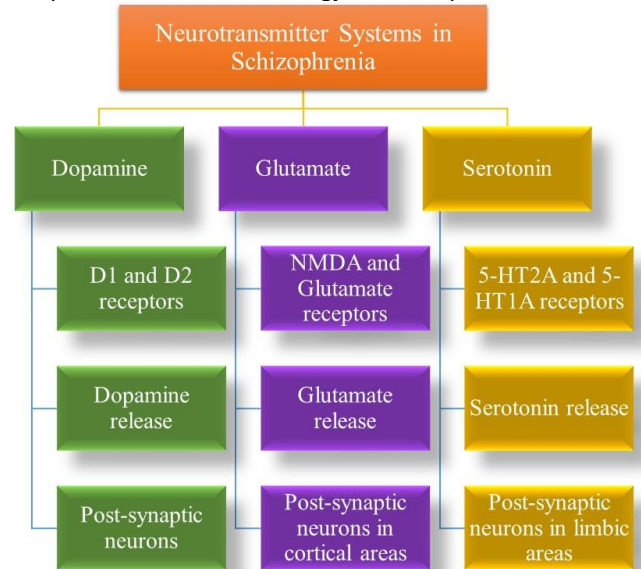 Neurotransmitter Systems in
Schizophrenia
Dopamine
Glutamate
Serotonin
D1 and D2
receptors
NMDA and
Glutamate
receptors
5-HT2A and 5-
HT1A receptors
Dopamine
release
Glutamate
release
Serotonin release
Post-synaptic
neurons
Post-synaptic
neurons in
cortical areas
Post-synaptic
neurons in limbic
areas